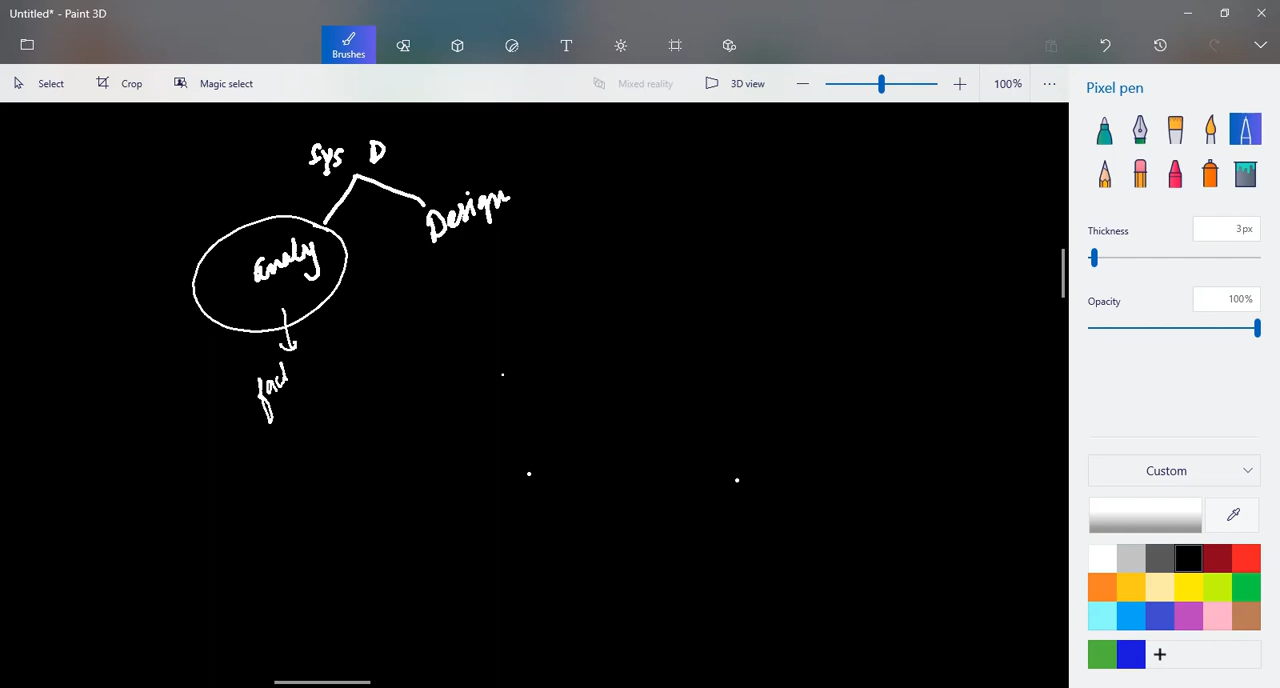 Untitled* - Paint 3D
Brushes
Select Crop Magic select Mixed reality 3D view 100%
Pixel pen
Thickness 3px
Opacity 100%
Custom
Sys D
Analy Design